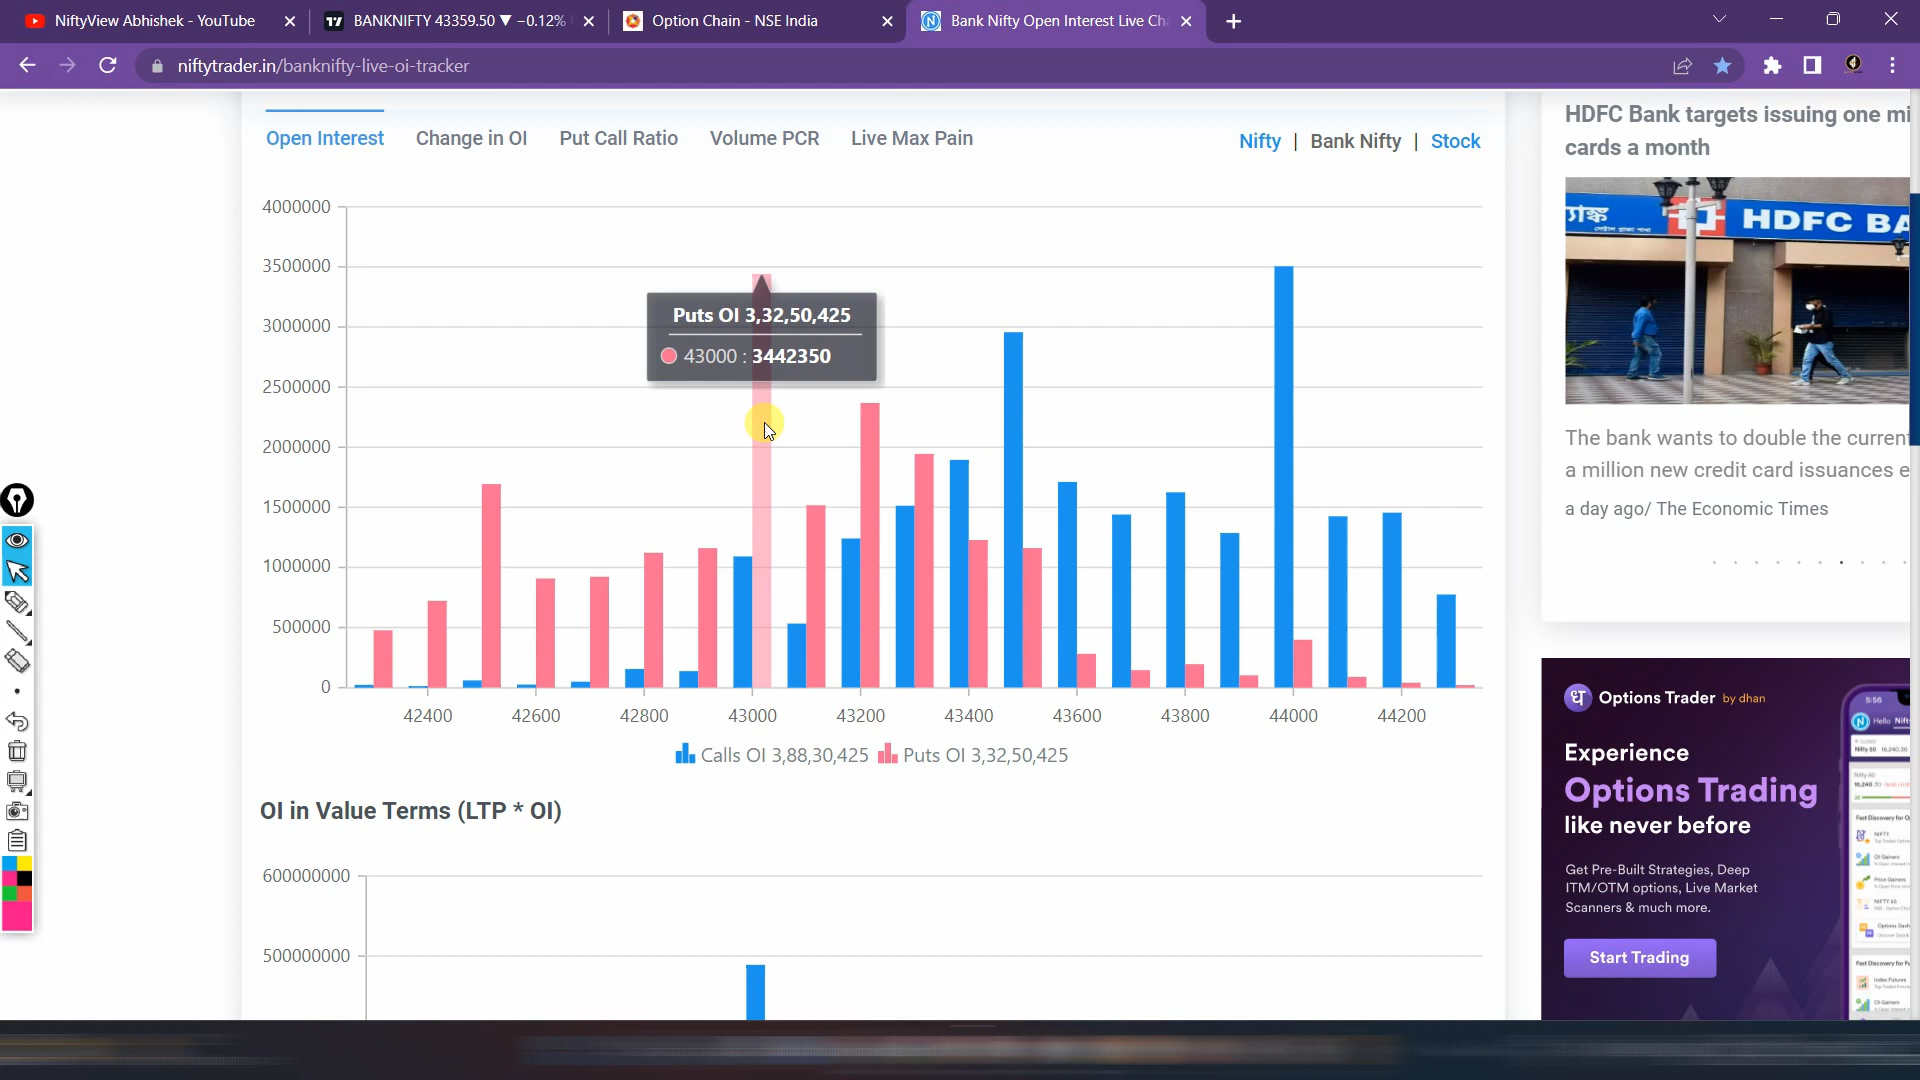 NiftyView Abhishek - YouTube
BANKNIFTY 43359.50 ▼ −0.12%
Option Chain - NSE India
Bank Nifty Open Interest Live Ch
niftytrader.in/banknifty-live-oi-tracker
Open Interest
Change in OI
Put Call Ratio
Volume PCR
Live Max Pain
Nifty | Bank Nifty | Stock
4000000
3500000
3000000
2500000
2000000
1500000
1000000
500000
0
Puts OI 3,32,50,425
43000 : 3442350
42400
42600
42800
43000
43200
43400
43600
43800
44000
44200
Calls OI 3,88,30,425
Puts OI 3,32,50,425
OI in Value Terms (LTP * OI)
600000000
500000000
HDFC Bank targets issuing one mi
cards a month
HDFC BA
The bank wants to double the curren
a million new credit card issuances e
a day ago/ The Economic Times
Options Trader by dhan
Experience
Options Trading
like never before
Get Pre-Built Strategies, Deep
ITM/OTM options, Live Market
Scanners & much more.
Start Trading
5:56
Hello
Nifty 50